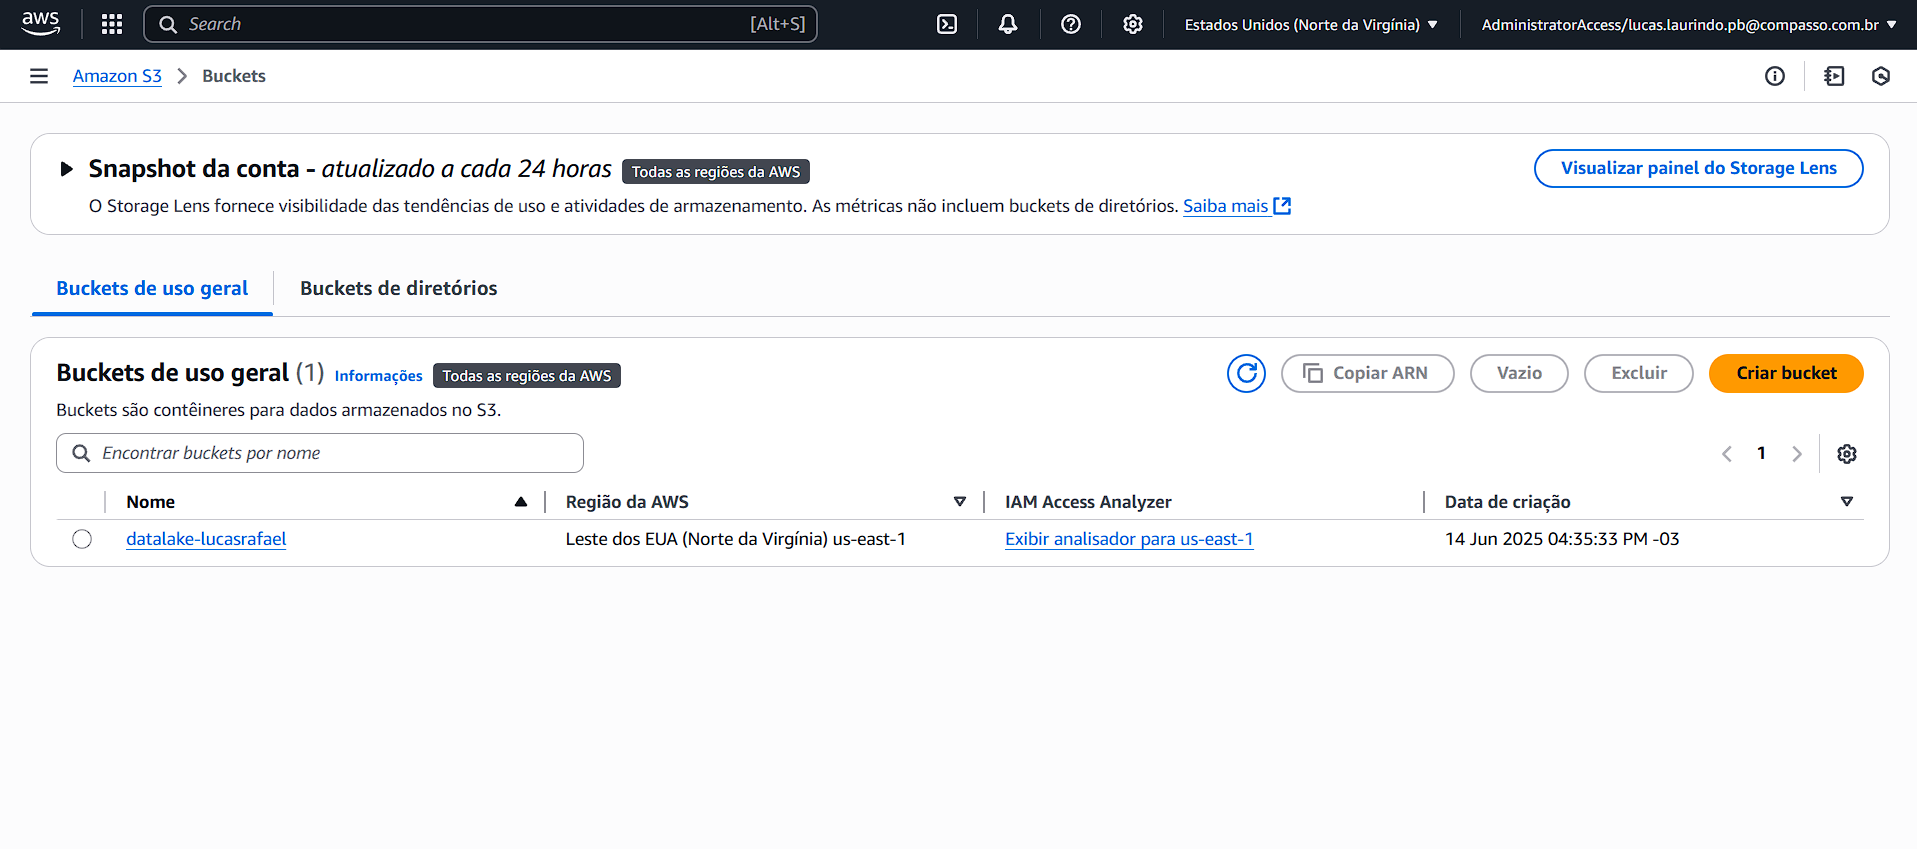 aws
Search [Alt+S]
Estados Unidos (Norte da Virgínia)
AdministratorAccess/lucas.laurindo.pb@compasso.com.br
Amazon S3 > Buckets
Snapshot da conta - atualizado a cada 24 horas Todas as regiões da AWS
Visualizar painel do Storage Lens
O Storage Lens fornece visibilidade das tendências de uso e atividades de armazenamento. As métricas não incluem buckets de diretórios. Saiba mais
Buckets de uso geral Buckets de diretórios
Buckets de uso geral (1) Informações Todas as regiões da AWS
Copiar ARN Vazio Excluir Criar bucket
Buckets são contêineres para dados armazenados no S3.
Encontrar buckets por nome
1
Nome Região da AWS IAM Access Analyzer Data de criação
datalake-lucasrafael Leste dos EUA (Norte da Virgínia) us-east-1 Exibir analisador para us-east-1 14 Jun 2025 04:35:33 PM -03